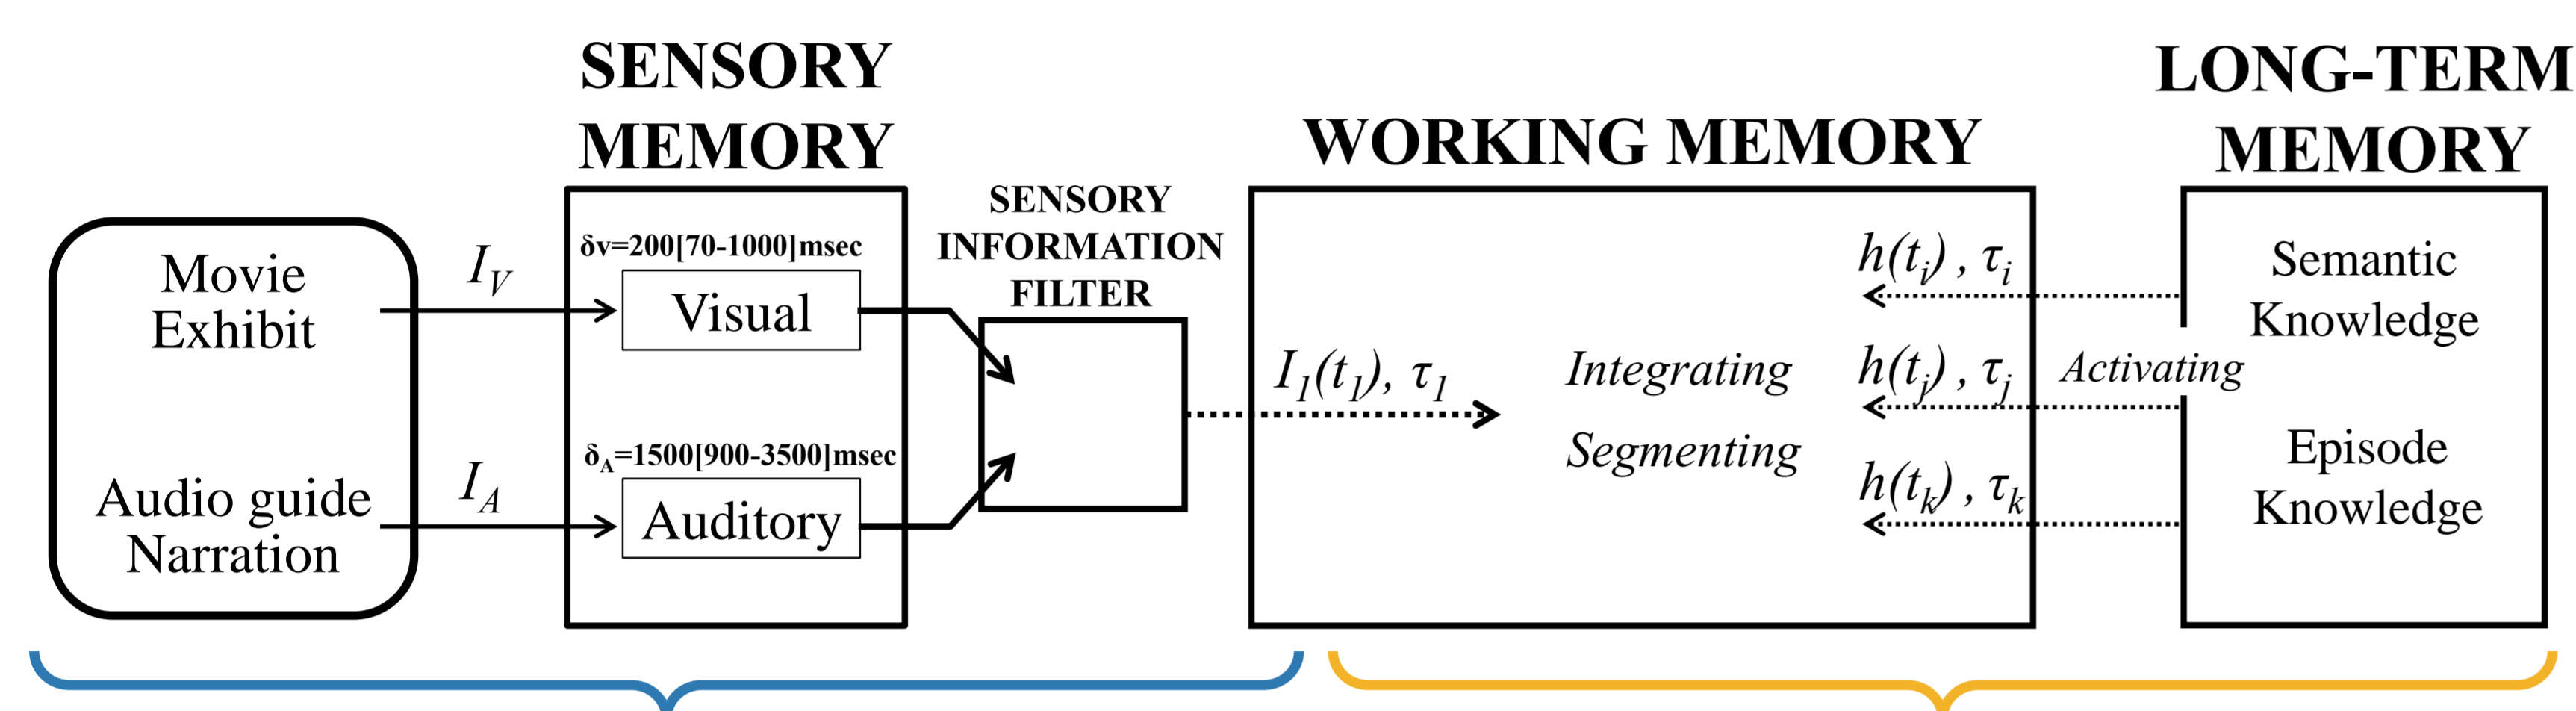 SENSORY
MEMORY
WORKING MEMORY
LONG-TERM
MEMORY
Movie
Exhibit
Audio guide
Narration
I_V
I_A
δv=200[70-1000]msec
Visual
δ_A=1500[900-3500]msec
Auditory
SENSORY
INFORMATION
FILTER
I_1(t_1), τ_1
Integrating
Segmenting
h(t_i) , τ_i
h(t_j) , τ_j
h(t_k) , τ_k
Activating
Semantic
Knowledge
Episode
Knowledge